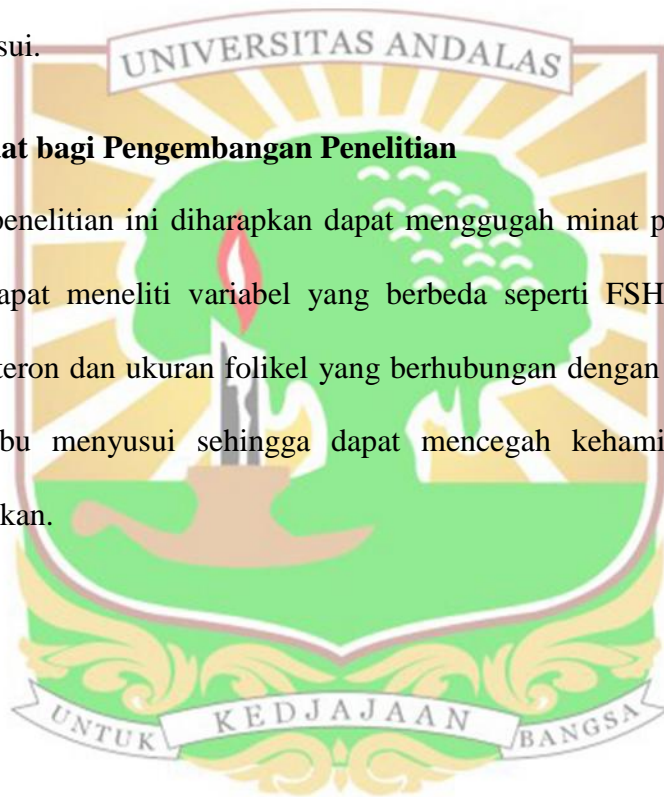 sui.
UNIVERSITAS ANDALAS
at bagi Pengembangan Penelitian
penelitian ini diharapkan dapat menggugah minat p
apat meneliti variabel yang berbeda seperti FSH
teron dan ukuran folikel yang berhubungan dengan
bu menyusui sehingga dapat mencegah kehami
kan.
UNTUK KEDJAJAAN BANGSA